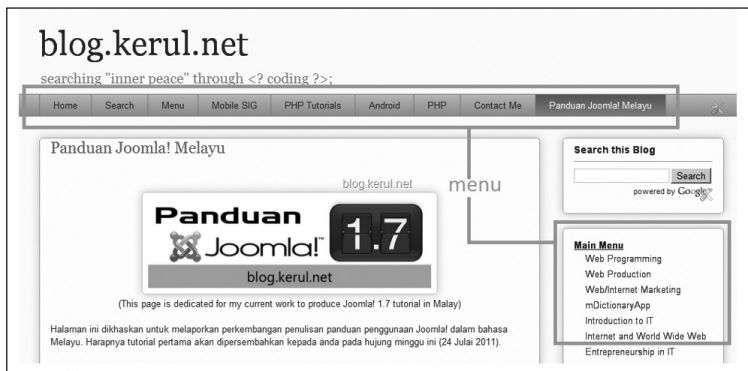 blog.kerul.net
searching "inner peace" through <? coding ?>;
Home Search Menu Mobile SIG PHP Tutorials Android PHP Contact Me Panduan Joomla! Melayu
Panduan Joomla! Melayu
blog.kerul.net
menu
Panduan
Joomla!
1.7
blog.kerul.net
(This page is dedicated for my current work to produce Joomla! 1.7 tutorial in Malay)
Halaman ini dikhaskan untuk melaporkan perkembangan penulisan panduan penggunaan Joomla! dalam bahasa
Melayu. Harapnya tutorial pertama akan dipersembahkan kepada anda pada hujung minggu ini (24 Julai 2011).
Search this Blog
Search
powered by Google
Main Menu
Web Programming
Web Production
Web/Internet Marketing
mDictionaryApp
Introduction to IT
Internet and World Wide Web
Entrepreneurship in IT